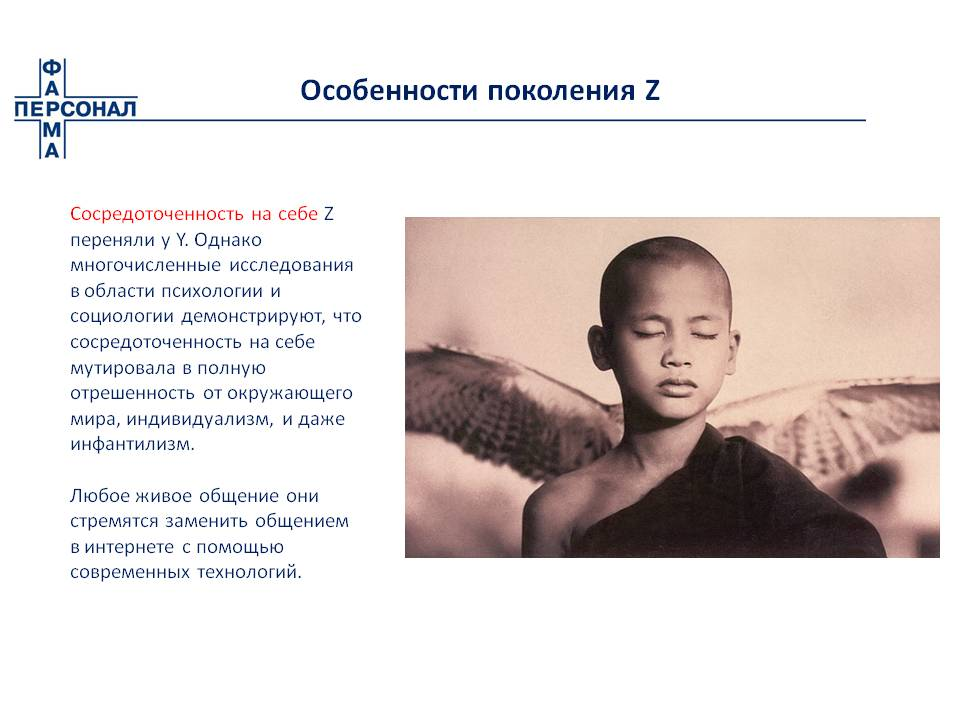 ФАРМА
ПЕРСОНАЛ
Особенности поколения Z
Сосредоточенность на себе Z
переняли у Y. Однако
многочисленные исследования
в области психологии и
социологии демонстрируют, что
сосредоточенность на себе
мутировала в полную
отрешенность от окружающего
мира, индивидуализм, и даже
инфантилизм.
Любое живое общение они
стремятся заменить общением
в интернете с помощью
современных технологий.